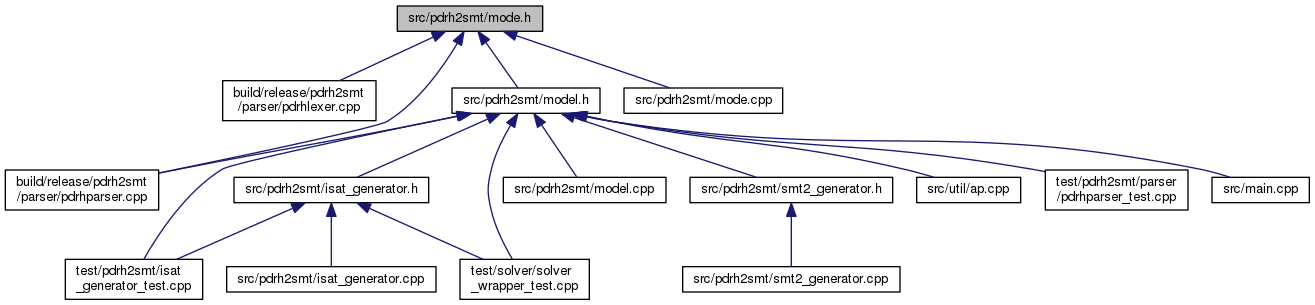 src/pdrh2smt/mode.h
build/release/pdrh2smt
/parser/pdrhlexer.cpp
src/pdrh2smt/model.h
src/pdrh2smt/mode.cpp
build/release/pdrh2smt
/parser/pdrhparser.cpp
src/pdrh2smt/isat_generator.h
src/pdrh2smt/model.cpp
src/pdrh2smt/smt2_generator.h
src/util/ap.cpp
test/pdrh2smt/parser
/pdrhparser_test.cpp
src/main.cpp
test/pdrh2smt/isat
_generator_test.cpp
src/pdrh2smt/isat_generator.cpp
test/solver/solver
_wrapper_test.cpp
src/pdrh2smt/smt2_generator.cpp